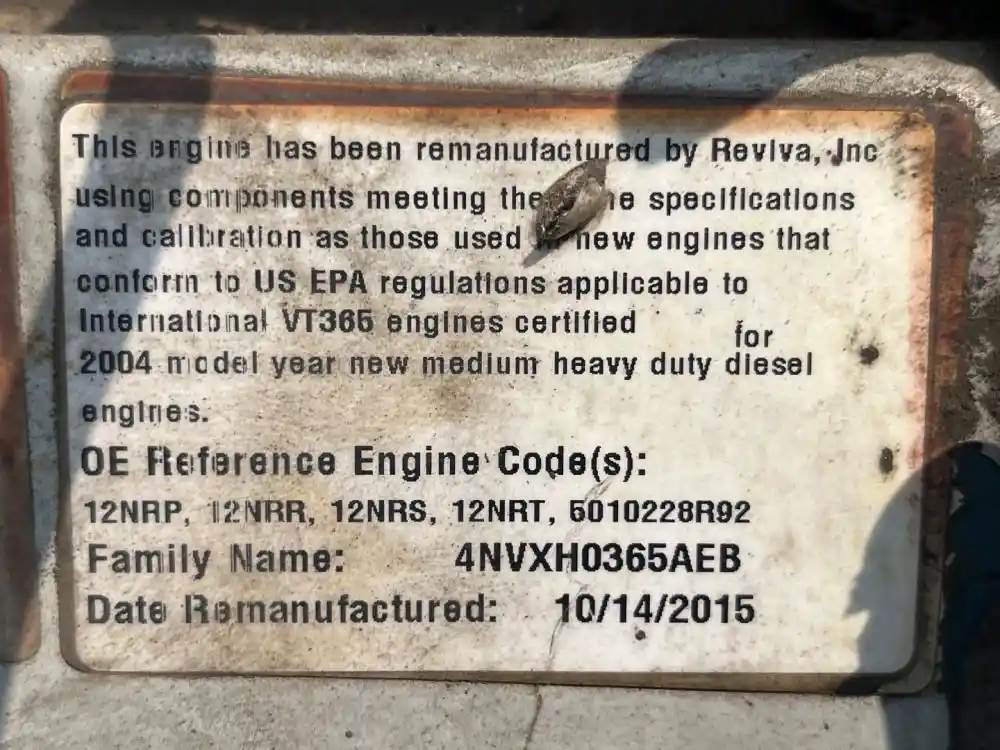 This engine has been remanufactured by Reviva, Inc
using components meeting the specifications
and calibration as those used in new engines that
conform to US EPA regulations applicable to
International VT365 engines certified for
2004 model year new medium heavy duty diesel
engines.
OE Reference Engine Code(s):
12NRP, 12NRR, 12NRS, 12NRT, 5010228R92
Family Name: 4NVXH0365AEB
Date Remanufactured: 10/14/2015